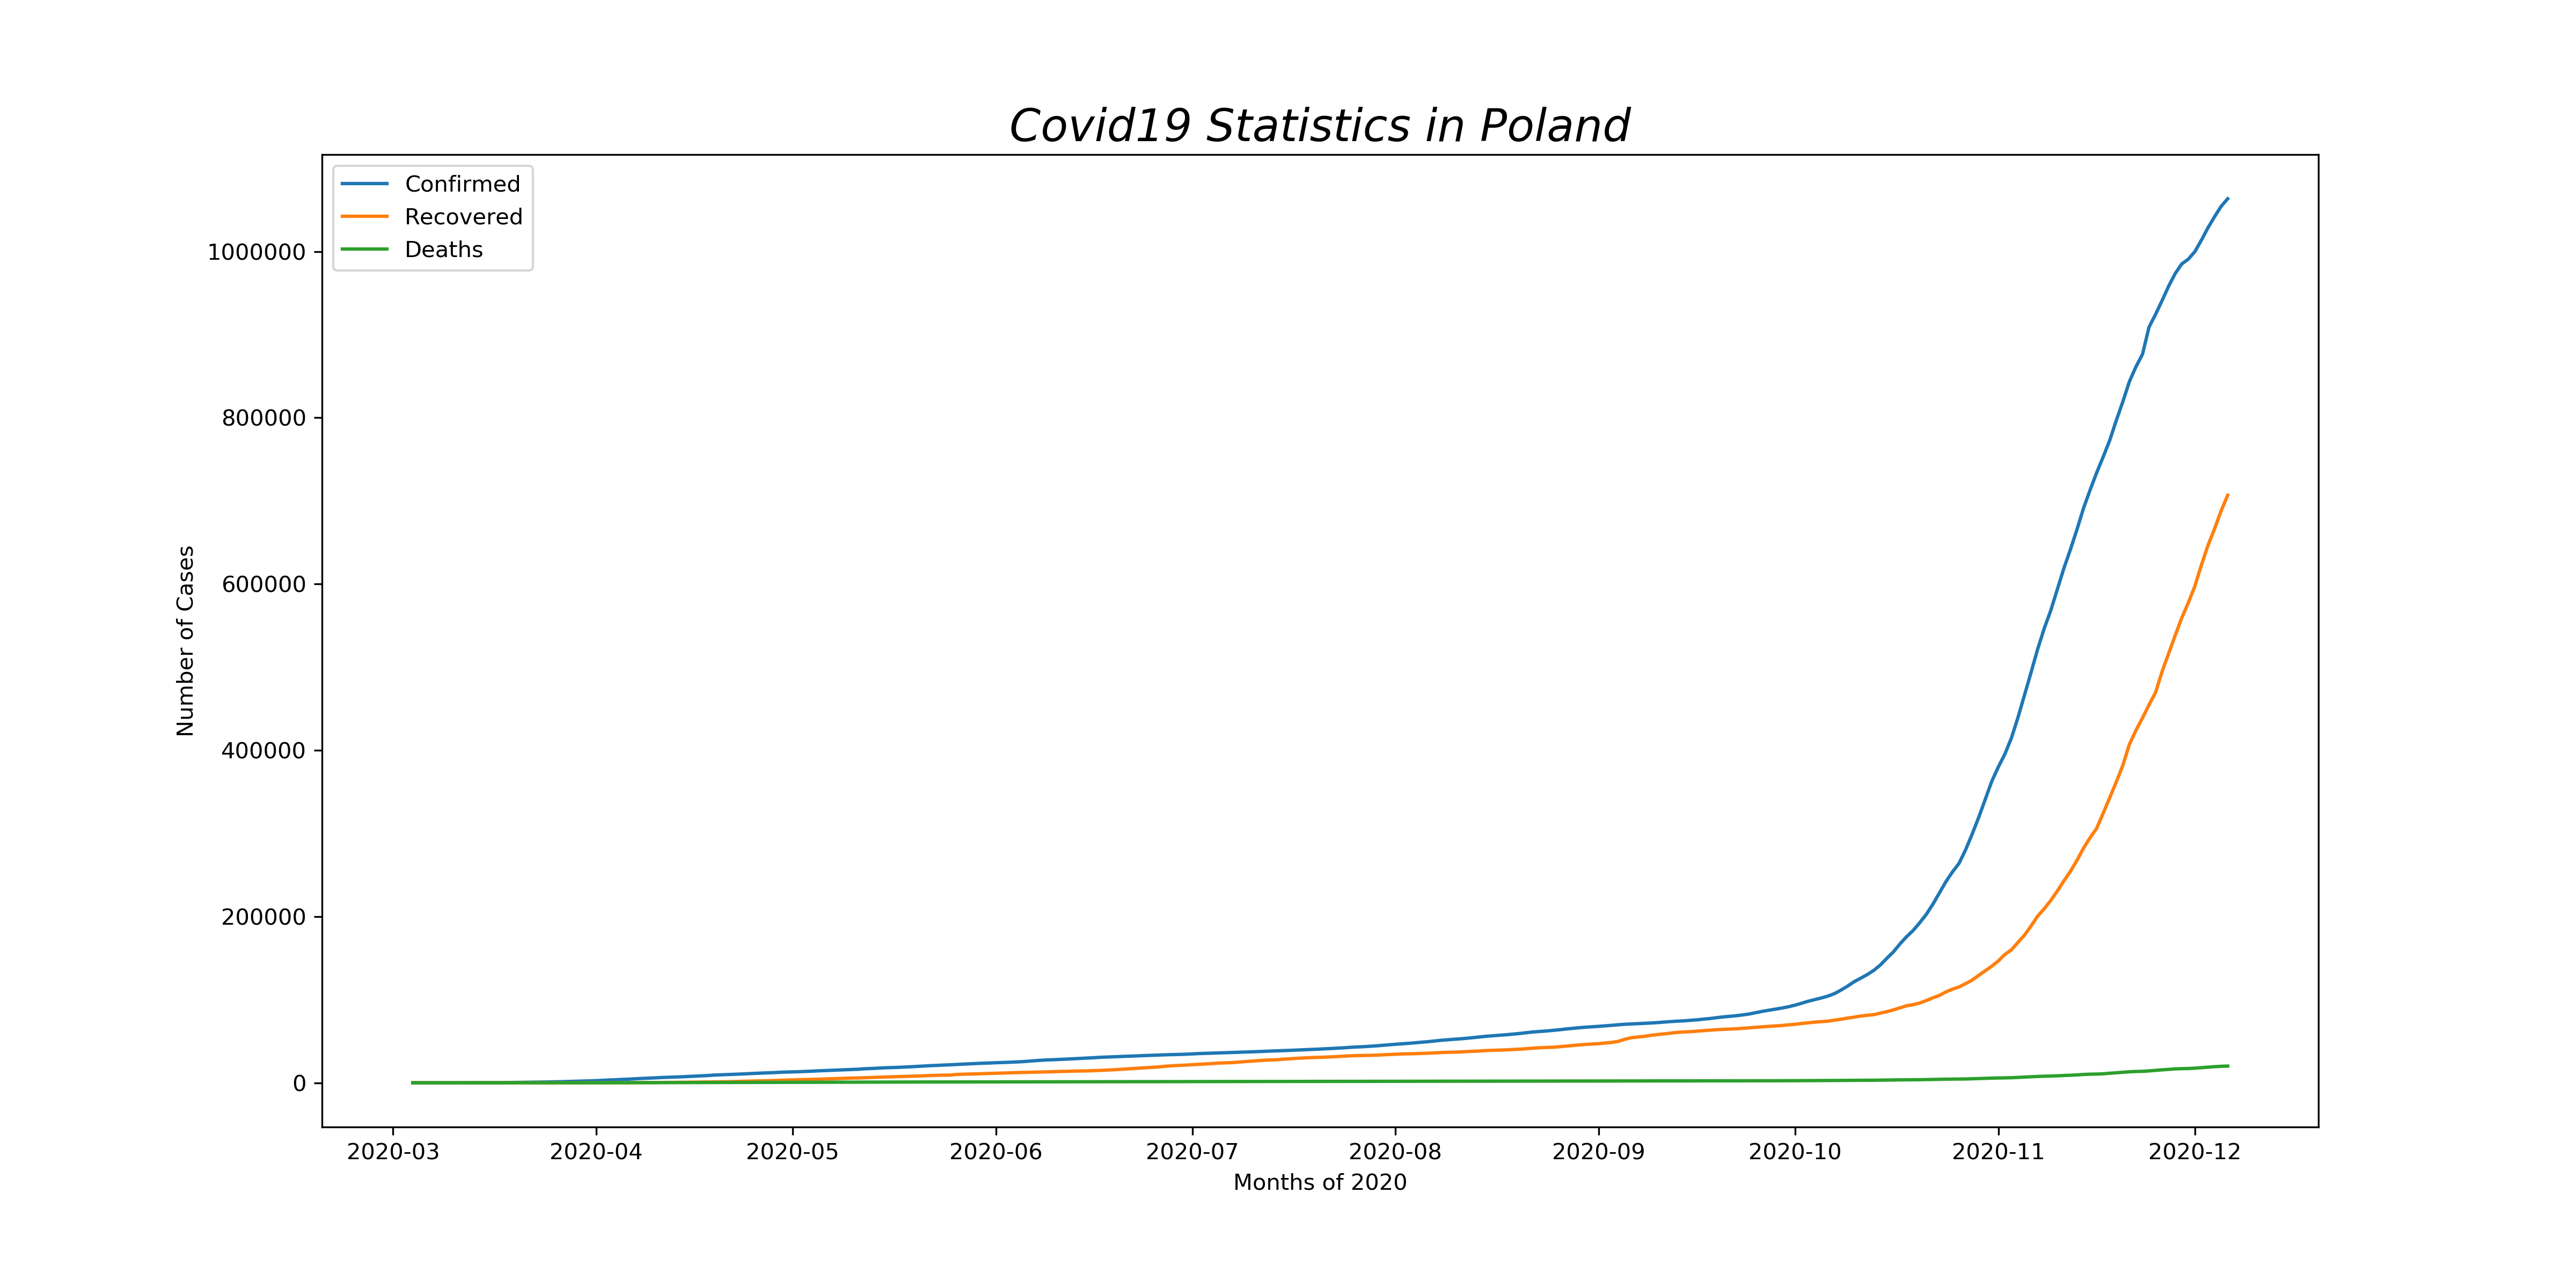 Covid19 Statistics in Poland
Confirmed
Recovered
Deaths
1000000
800000
600000
400000
200000
0
Number of Cases
2020-03 2020-04 2020-05 2020-06 2020-07 2020-08 2020-09 2020-10 2020-11 2020-12
Months of 2020